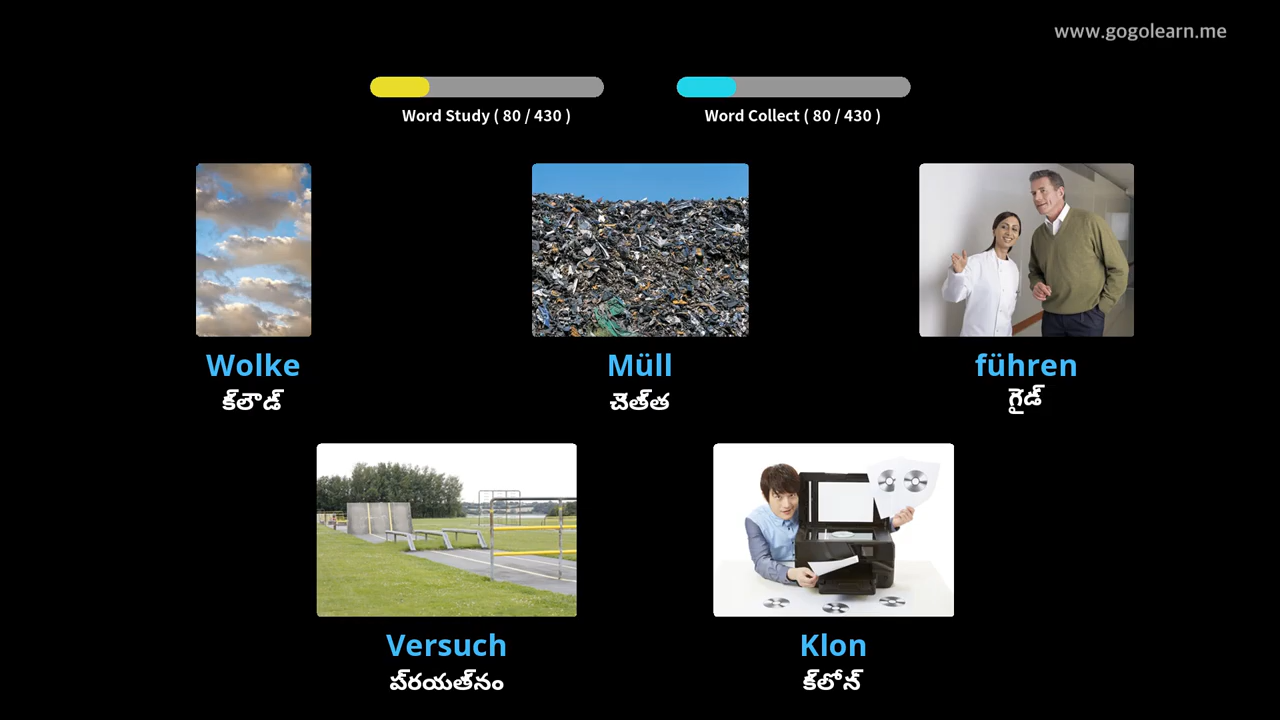 www.gogolearn.me
Word Study ( 80 / 430 )
Word Collect ( 80 / 430 )
Wolke
క్‌లౌడ్
Müll
చెత్‌త
führen
గైడ్
Versuch
ప్‌రయత్‌నం
Klon
క్‌లోన్